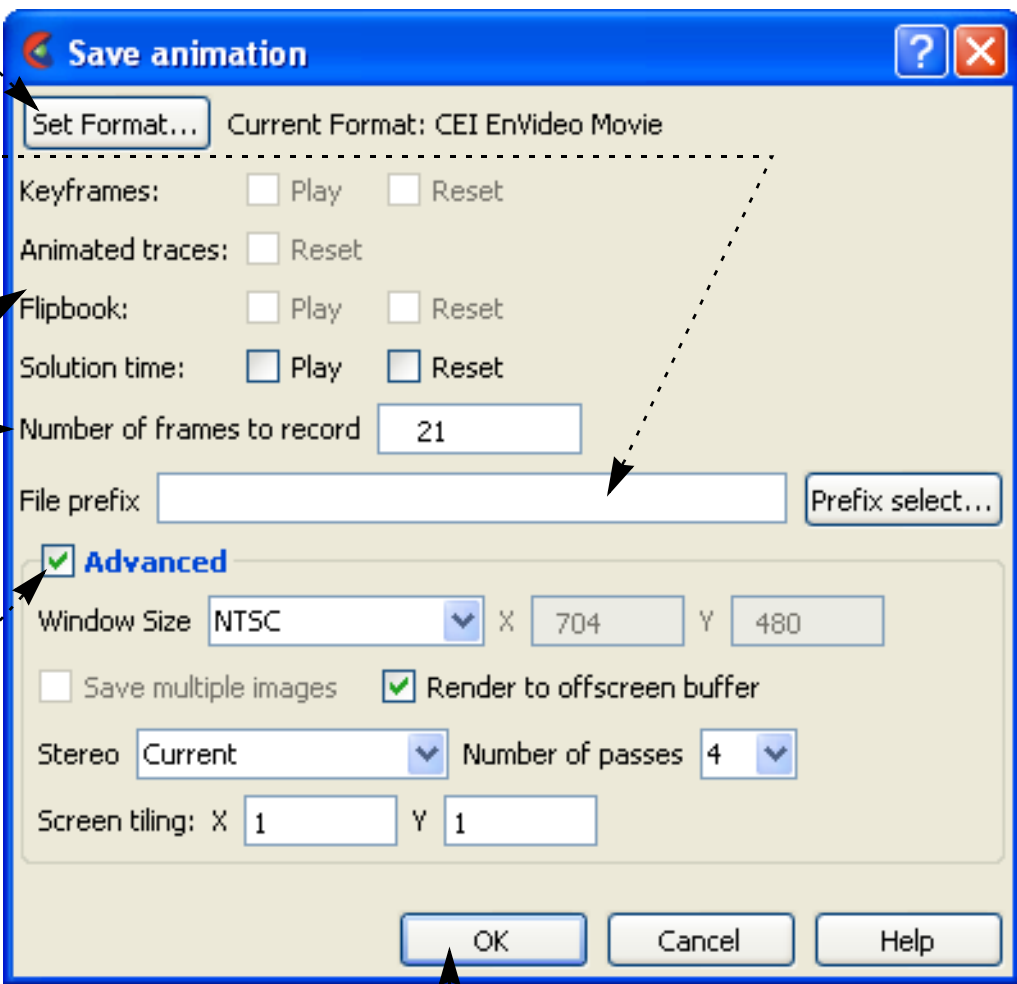 Save animation
Set Format... Current Format: CEI EnVideo Movie
Keyframes: Play Reset
Animated traces: Reset
Flipbook: Play Reset
Solution time: Play Reset
Number of frames to record 21
File prefix Prefix select...
Advanced
Window Size NTSC X 704 Y 480
Save multiple images Render to offscreen buffer
Stereo Current Number of passes 4
Screen tiling: X 1 Y 1
OK Cancel Help